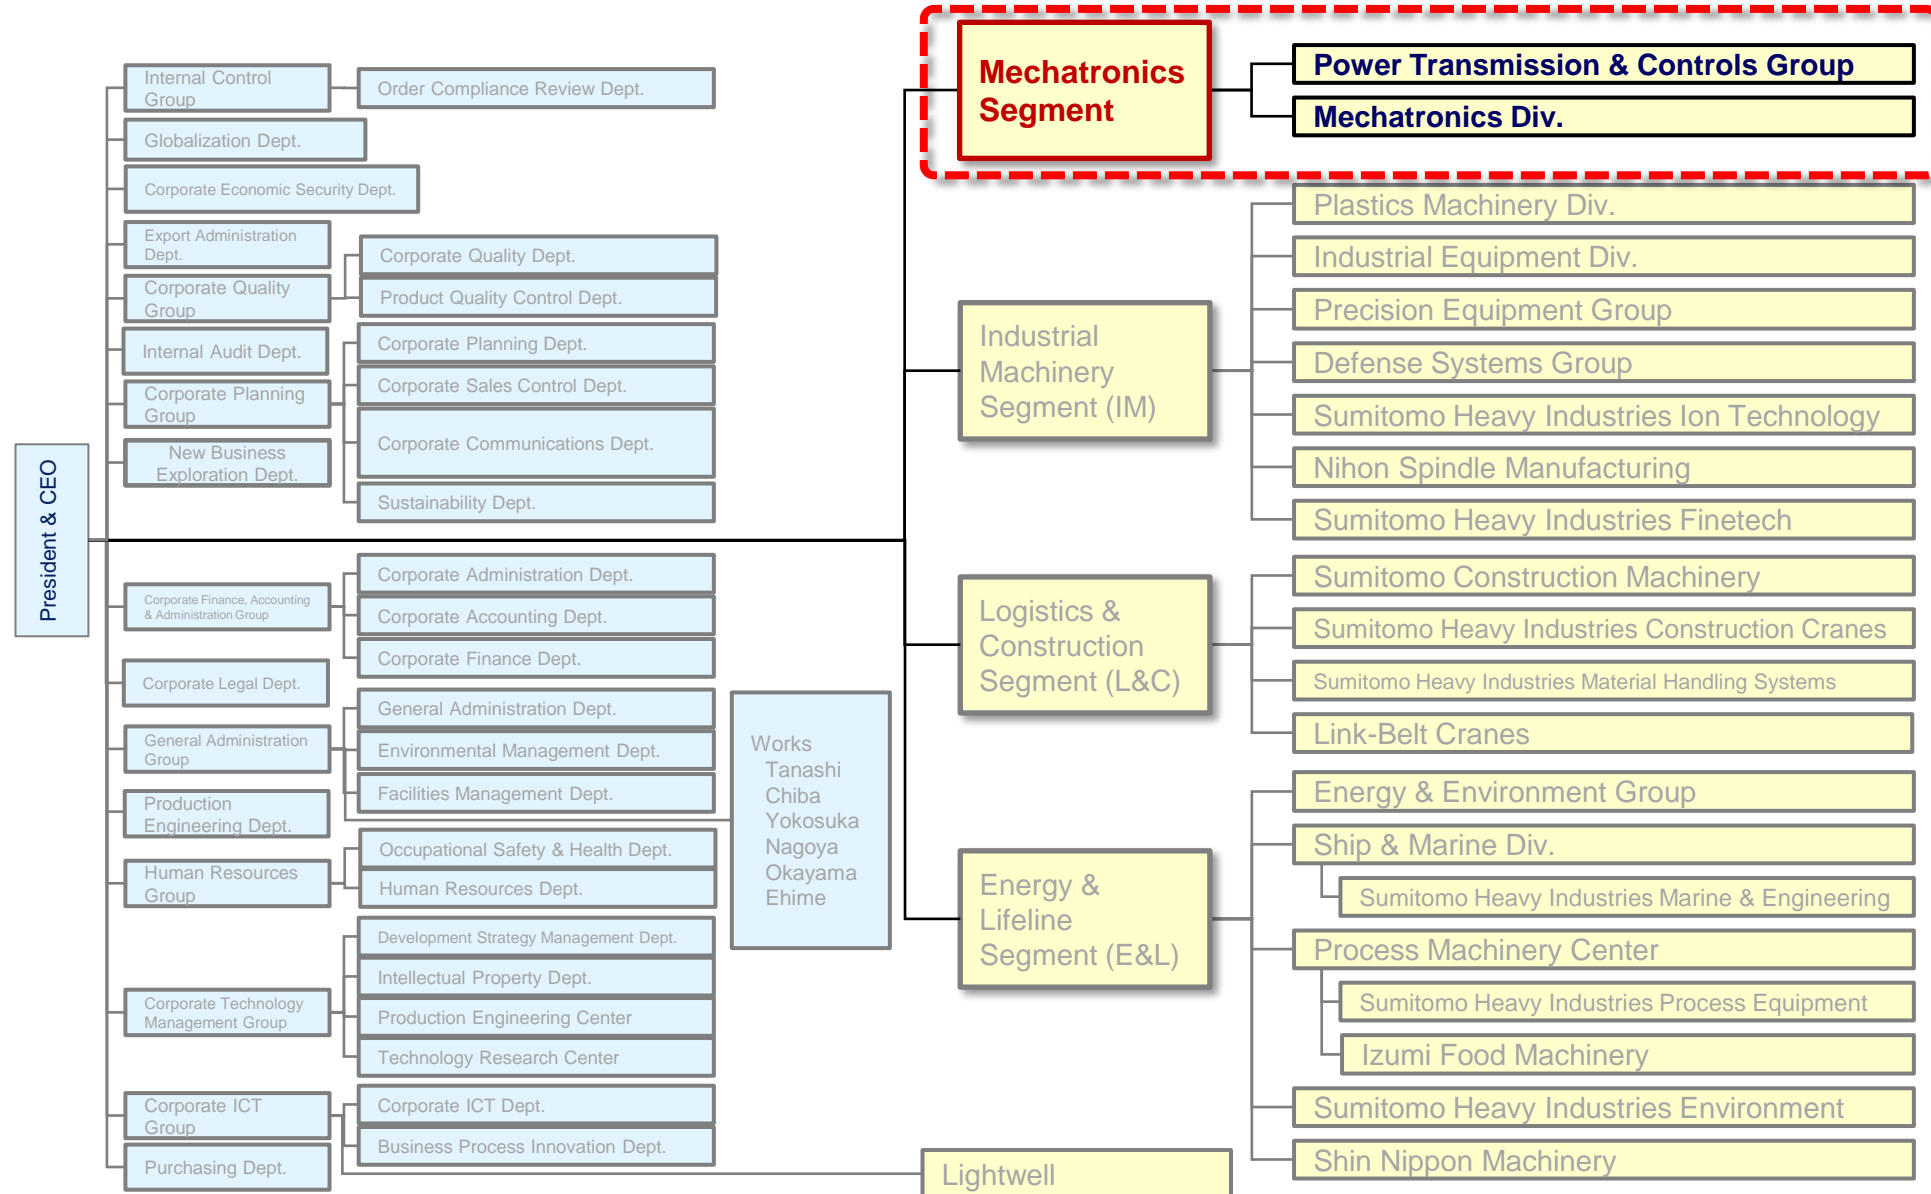 President & CEO
Internal Control
Group
Order Compliance Review Dept.
Globalization Dept.
Corporate Economic Security Dept.
Export Administration
Dept.
Corporate Quality
Group
Corporate Quality Dept.
Product Quality Control Dept.
Internal Audit Dept.
Corporate Planning
Group
Corporate Planning Dept.
Corporate Sales Control Dept.
Corporate Communications Dept.
Sustainability Dept.
New Business
Exploration Dept.
Corporate Finance, Accounting
& Administration Group
Corporate Administration Dept.
Corporate Accounting Dept.
Corporate Finance Dept.
Corporate Legal Dept.
General Administration
Group
General Administration Dept.
Environmental Management Dept.
Facilities Management Dept.
Works
Tanashi
Chiba
Yokosuka
Nagoya
Okayama
Ehime
Production
Engineering Dept.
Human Resources
Group
Occupational Safety & Health Dept.
Human Resources Dept.
Corporate Technology
Management Group
Development Strategy Management Dept.
Intellectual Property Dept.
Production Engineering Center
Technology Research Center
Corporate ICT
Group
Corporate ICT Dept.
Business Process Innovation Dept.
Lightwell
Purchasing Dept.
Mechatronics
Segment
Power Transmission & Controls Group
Mechatronics Div.
Industrial
Machinery
Segment (IM)
Plastics Machinery Div.
Industrial Equipment Div.
Precision Equipment Group
Defense Systems Group
Sumitomo Heavy Industries Ion Technology
Nihon Spindle Manufacturing
Sumitomo Heavy Industries Finetech
Logistics &
Construction
Segment (L&C)
Sumitomo Construction Machinery
Sumitomo Heavy Industries Construction Cranes
Sumitomo Heavy Industries Material Handling Systems
Link-Belt Cranes
Energy &
Lifeline
Segment (E&L)
Energy & Environment Group
Ship & Marine Div.
Sumitomo Heavy Industries Marine & Engineering
Process Machinery Center
Sumitomo Heavy Industries Process Equipment
Izumi Food Machinery
Sumitomo Heavy Industries Environment
Shin Nippon Machinery